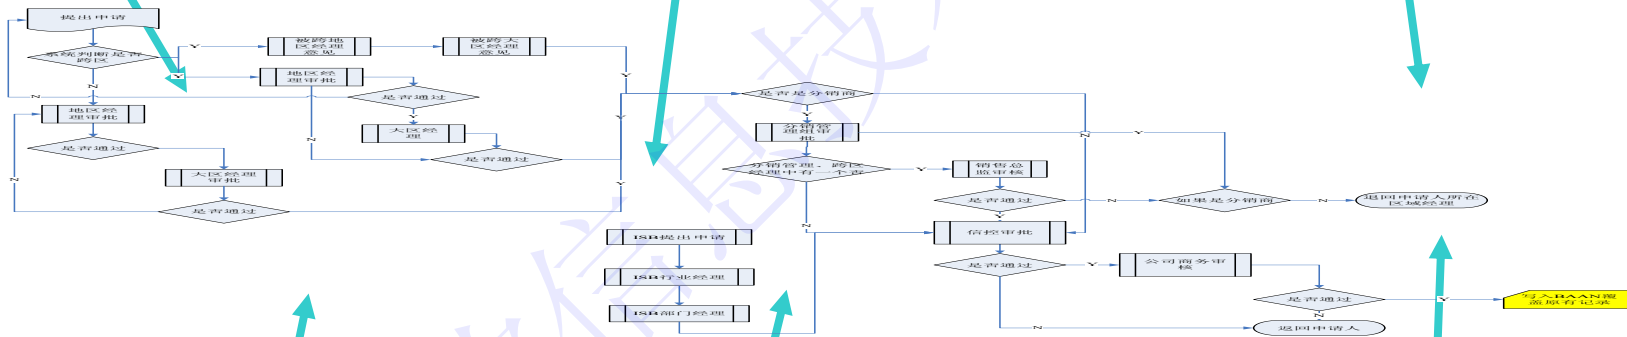 提出申请
系统判断是否
跨区
Y
Y
N
N
被跨地
区经理
意见
被跨大
区经理
意见
Y
地区经
理审批
是否通过
Y
N
大区经
理
是否通过
Y
地区经
理审批
是否通过
N
大区经理
审批
是否通过
Y
是否是分销商
Y
N
分销管
理组审
批
Y
分销管理、跨区
经理中有一个否
Y
N
销售总
监审核
是否通过
N
Y
如果是分销商
N
退回申请人所在
区域经理
ISB提出申请
ISB行业经理
ISB部门经理
信控审批
是否通过
Y
N
公司商务审
核
是否通过
Y
N
写入BAAN覆
盖原有记录
退回申请人
信息技